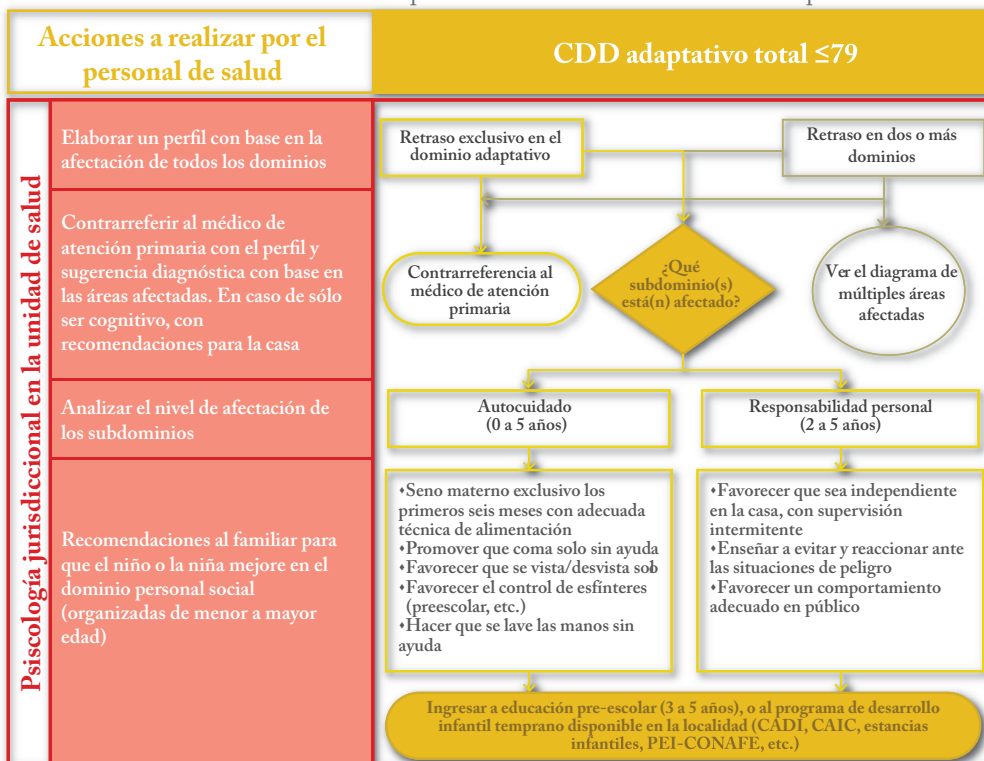 Acciones a realizar por el
personal de salud
CDD adaptativo total ≤79
Psiscología jurisdiccional en la unidad de salud
Elaborar un perfil con base en la
afectación de todos los dominios
Retraso exclusivo en el
dominio adaptativo
Retraso en dos o más
dominios
Contrarreferir al médico de
atención primaria con el perfil y
sugerencia diagnóstica con base en
las áreas afectadas. En caso de sólo
ser cognitivo, con
recomendaciones para la casa
Contrarreferencia al
médico de atención
primaria
¿Qué
subdominio(s)
está(n) afectado?
Ver el diagrama de
múltiples áreas
afectadas
Analizar el nivel de afectación de
los subdominios
Autocuidado
(0 a 5 años)
Responsabilidad personal
(2 a 5 años)
Recomendaciones al familiar para
que el niño o la niña mejore en el
dominio personal social
(organizadas de menor a mayor
edad)
•Seno materno exclusivo los
primeros seis meses con adecuada
técnica de alimentación
•Promover que coma solo sin ayuda
•Favorecer que se vista/desvista solo
•Favorecer el control de esfínteres
(preescolar, etc.)
•Hacer que se lave las manos sin
ayuda
•Favorecer que sea independiente
en la casa, con supervisión
intermitente
•Enseñar a evitar y reaccionar ante
las situaciones de peligro
•Favorecer un comportamiento
adecuado en público
Ingresar a educación pre-escolar (3 a 5 años), o al programa de desarrollo
infantil temprano disponible en la localidad (CADI, CAIC, estancias
infantiles, PEI-CONAFE, etc.)